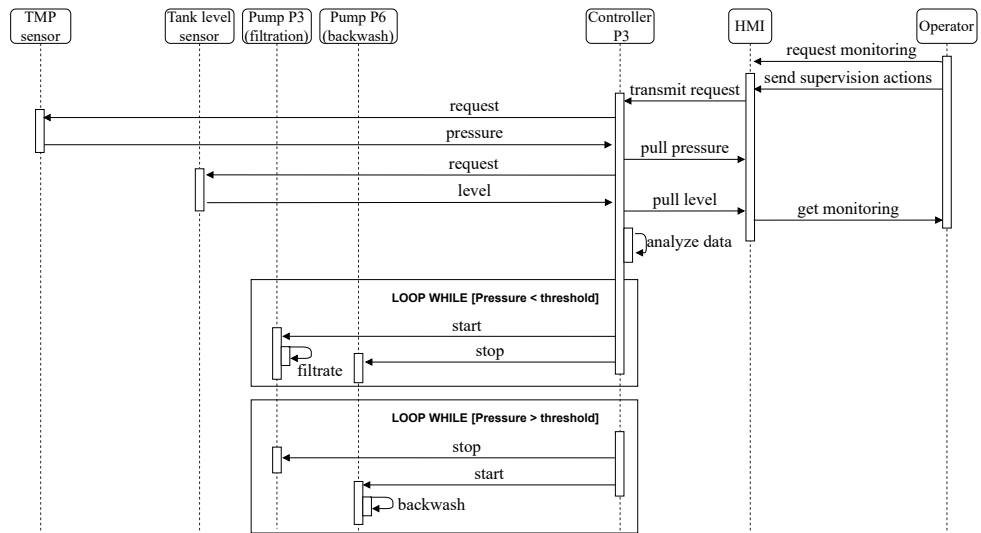 TMP
sensor
Tank level
sensor
Pump P3
(filtration)
Pump P6
(backwash)
Controller
P3
HMI
Operator
request monitoring
send supervision actions
transmit request
request
pressure
pull pressure
request
level
pull level
get monitoring
analyze data
LOOP WHILE [Pressure < threshold]
start
stop
filtrate
LOOP WHILE [Pressure > threshold]
stop
start
backwash